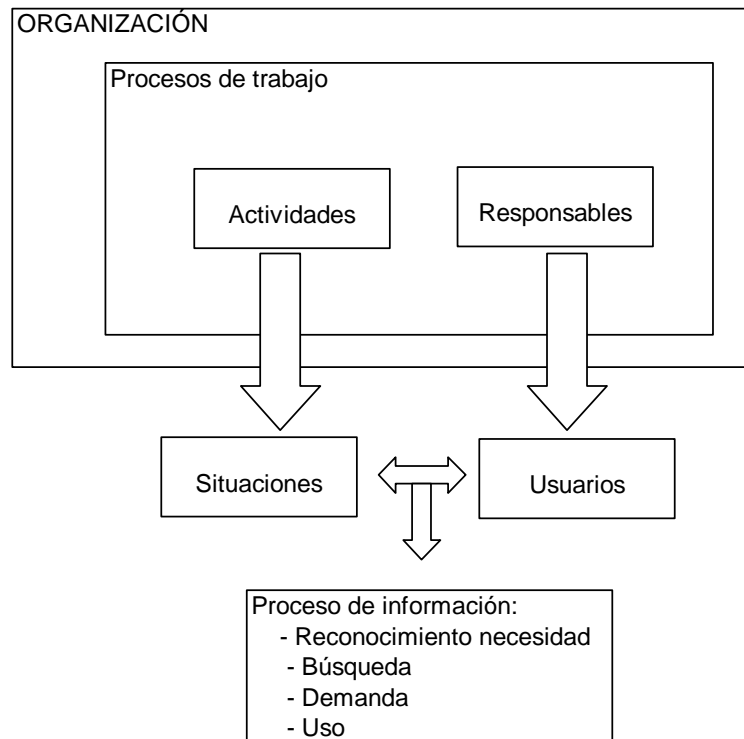 ORGANIZACIÓN
Procesos de trabajo
Actividades
Responsables
Situaciones
Usuarios
Proceso de información:
- Reconocimiento necesidad
- Búsqueda
- Demanda
- Uso